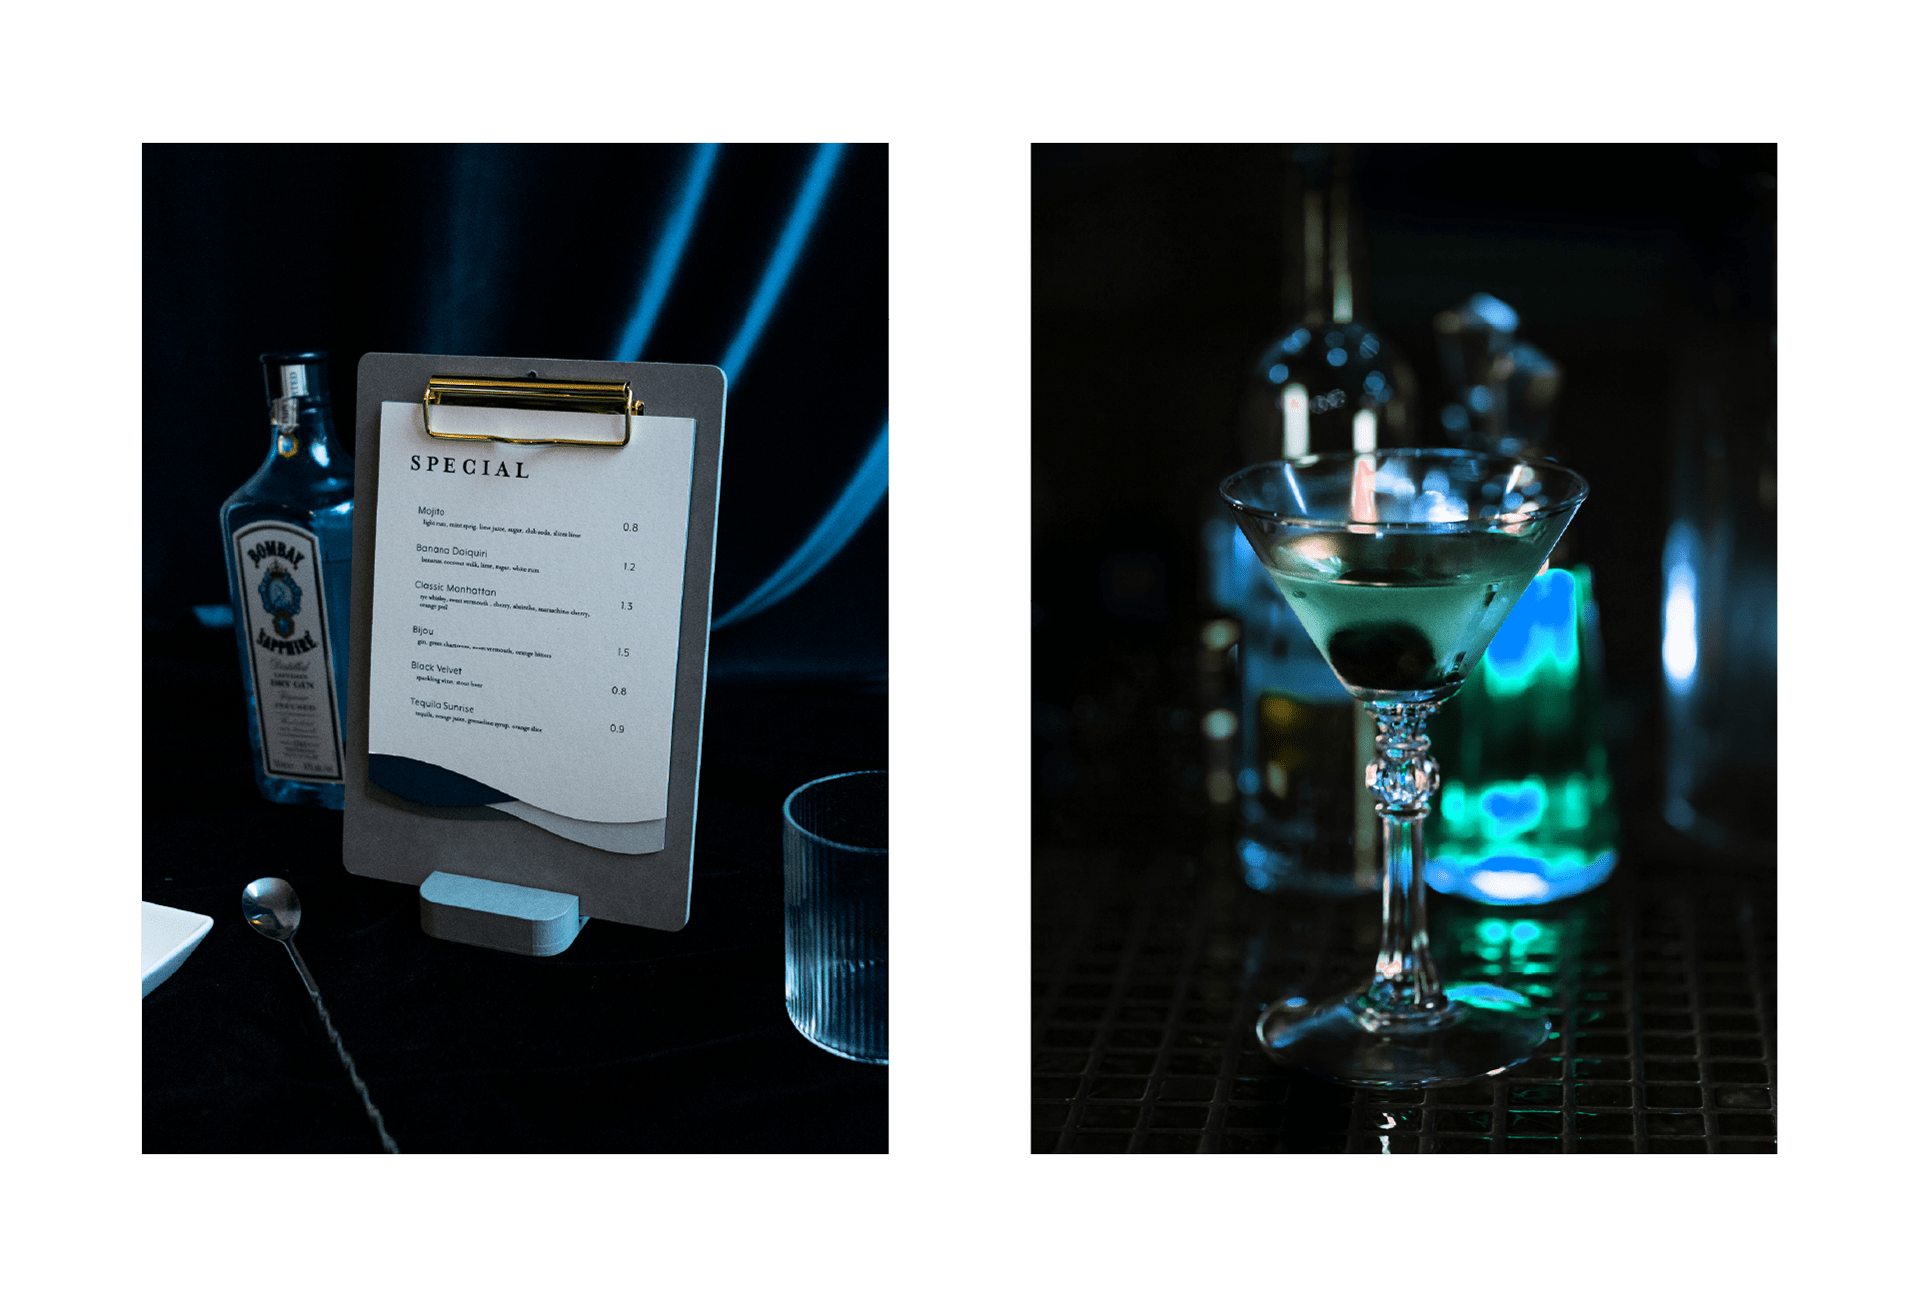 SPECIAL
Mojito
light rum, mint sprig, lime juice, sugar, club soda, slices lime
0.8
Banana Daiquiri
bananas, coconut milk, lime, sugar, white rum
1.2
Classic Manhattan
rye whisky, sweet vermouth, cherry, absinthe, maraschino cherry,
orange peel
1.3
Bijou
gin, green chartreuse, sweet vermouth, orange bitters
1.5
Black Velvet
sparkling wine, stout beer
0.8
Tequila Sunrise
tequila, orange juice, grenadine syrup, orange slice
0.9
BOMBAY
SAPPHIRE
Distilled
LONDON
DRY GIN
INFUSED